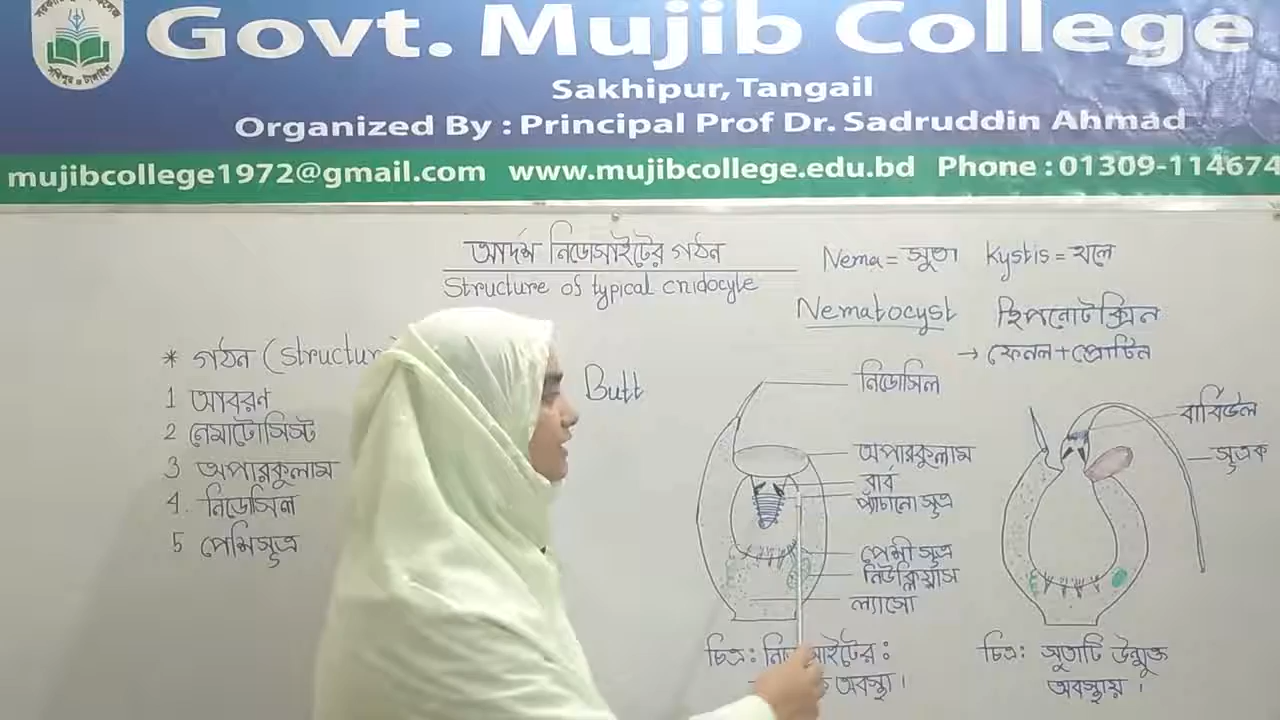 Govt. Mujib College
Sakhipur, Tangail
Organized By : Principal Prof Dr. Sadruddin Ahmad
mujibcollege1972@gmail.com www.mujibcollege.edu.bd Phone : 01309-114674
আদর্শ নিডোসাইটের গঠন
Structure of typical cnidocyte
Nema = সুতা Kystis = থলে
Nematocyst হিপনোটক্সিন
→ ফেনল + প্রোটিন
* গঠন (Structur
1 আবরণ
2 নেমাটোসিস্ট
3 অপারকুলাম
4. নিডোসিল
5 পেশিসূত্র
Butt
নিডোসিল
অপারকুলাম
বার্ব
প্যাঁচানো সূত্র
পেশী সূত্র
নিউক্লিয়াস
ল্যাসো
চিত্র: সাইটের :
অবস্থা।
বার্বিউল
সূত্রক
চিত্র: সুতাটি উন্মুক্ত
অবস্থায়।